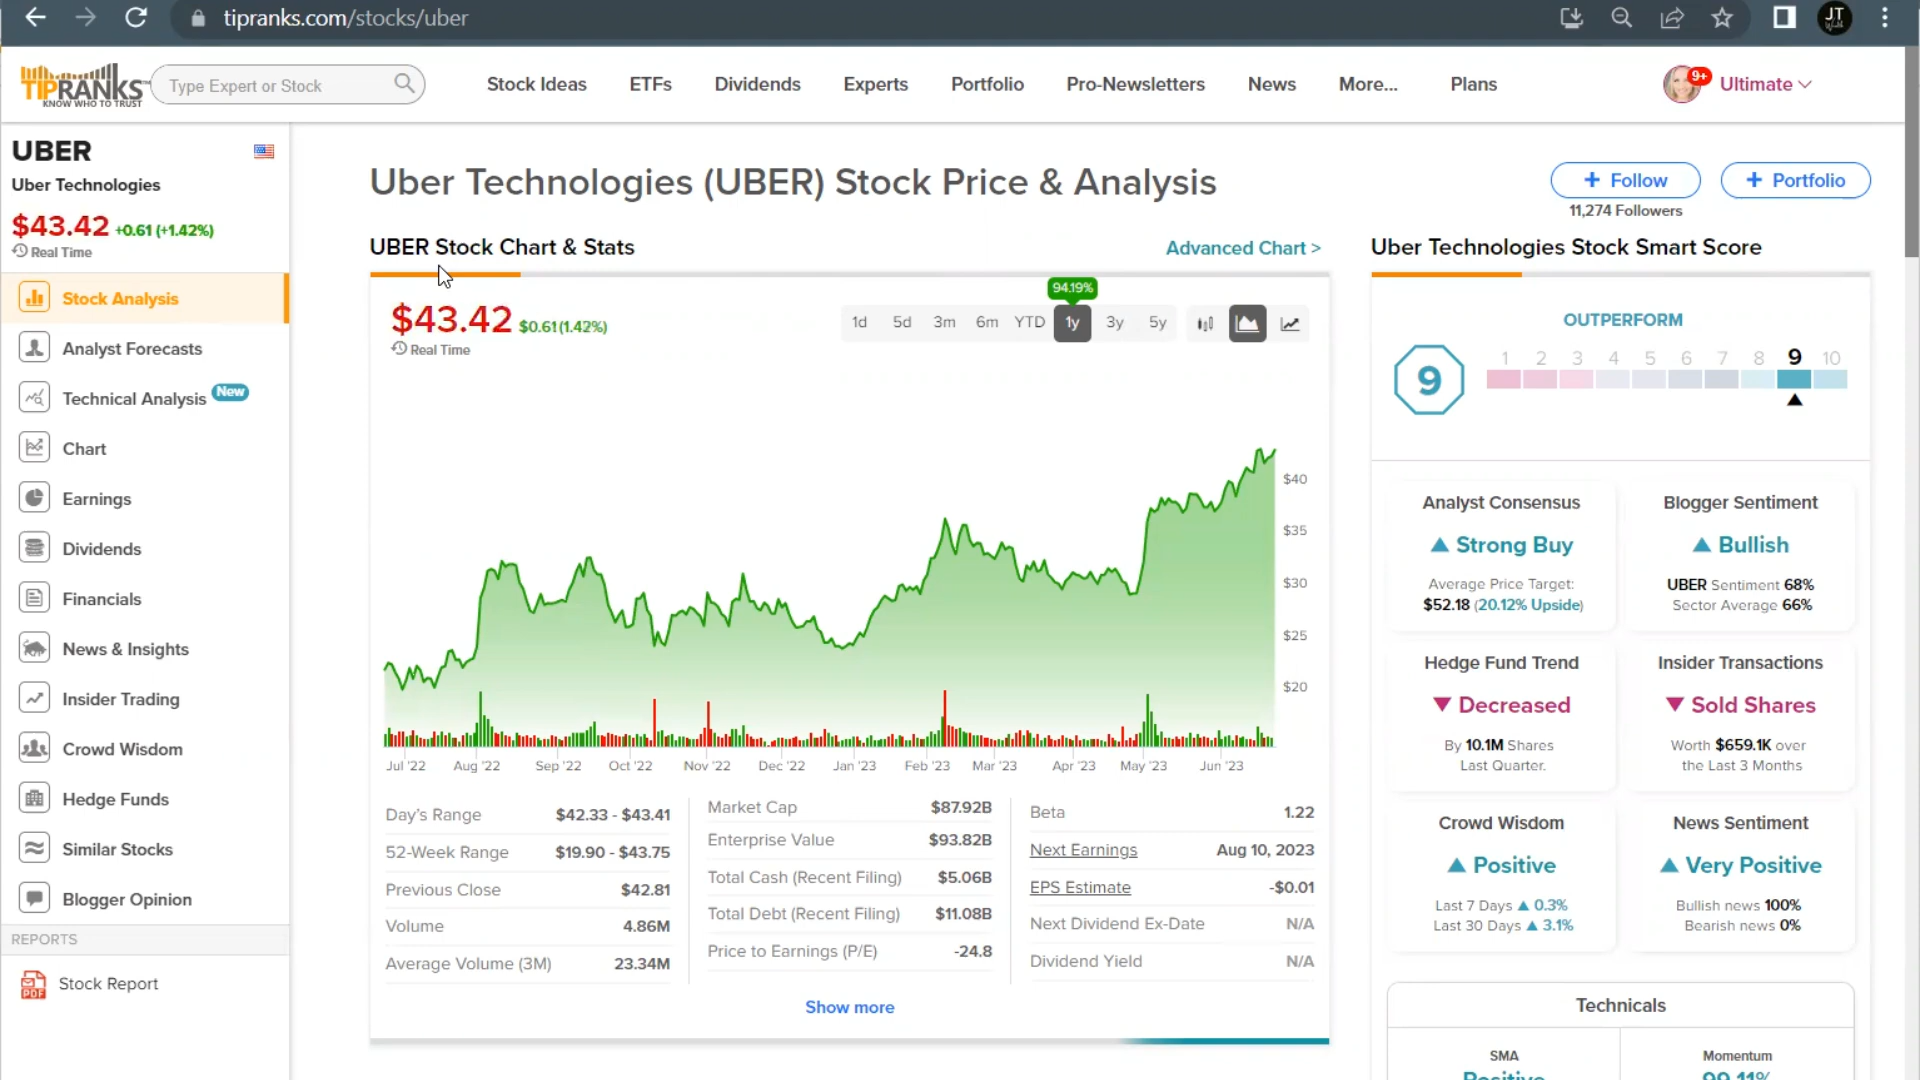 tipranks.com/stocks/uber
JT
TIPRANKS™
KNOW WHO TO TRUST
Type Expert or Stock
Stock Ideas
ETFs
Dividends
Experts
Portfolio
Pro-Newsletters
News
More...
Plans
9+
Ultimate
UBER
Uber Technologies
$43.42 +0.61 (+1.42%)
Real Time
Stock Analysis
Analyst Forecasts
Technical Analysis New
Chart
Earnings
Dividends
Financials
News & Insights
Insider Trading
Crowd Wisdom
Hedge Funds
Similar Stocks
Blogger Opinion
REPORTS
PDF
Stock Report
Uber Technologies (UBER) Stock Price & Analysis
+ Follow
11,274 Followers
+ Portfolio
UBER Stock Chart & Stats
Advanced Chart >
94.19%
$43.42 $0.61 (1.42%)
Real Time
1d 5d 3m 6m YTD 1y 3y 5y
$40
$35
$30
$25
$20
Jul '22 Aug '22 Sep '22 Oct '22 Nov '22 Dec '22 Jan '23 Feb '23 Mar '23 Apr '23 May '23 Jun '23
Day's Range $42.33 - $43.41
52-Week Range $19.90 - $43.75
Previous Close $42.81
Volume 4.86M
Average Volume (3M) 23.34M
Market Cap $87.92B
Enterprise Value $93.82B
Total Cash (Recent Filing) $5.06B
Total Debt (Recent Filing) $11.08B
Price to Earnings (P/E) -24.8
Beta 1.22
Next Earnings Aug 10, 2023
EPS Estimate -$0.01
Next Dividend Ex-Date N/A
Dividend Yield N/A
Show more
Uber Technologies Stock Smart Score
OUTPERFORM
9
1 2 3 4 5 6 7 8 9 10
Analyst Consensus
▲ Strong Buy
Average Price Target:
$52.18 (20.12% Upside)
Blogger Sentiment
▲ Bullish
UBER Sentiment 68%
Sector Average 66%
Hedge Fund Trend
▼ Decreased
By 10.1M Shares
Last Quarter.
Insider Transactions
▼ Sold Shares
Worth $659.1K over
the Last 3 Months
Crowd Wisdom
▲ Positive
Last 7 Days ▲ 0.3%
Last 30 Days ▲ 3.1%
News Sentiment
▲ Very Positive
Bullish news 100%
Bearish news 0%
Technicals
SMA
Positive
Momentum
99.11%